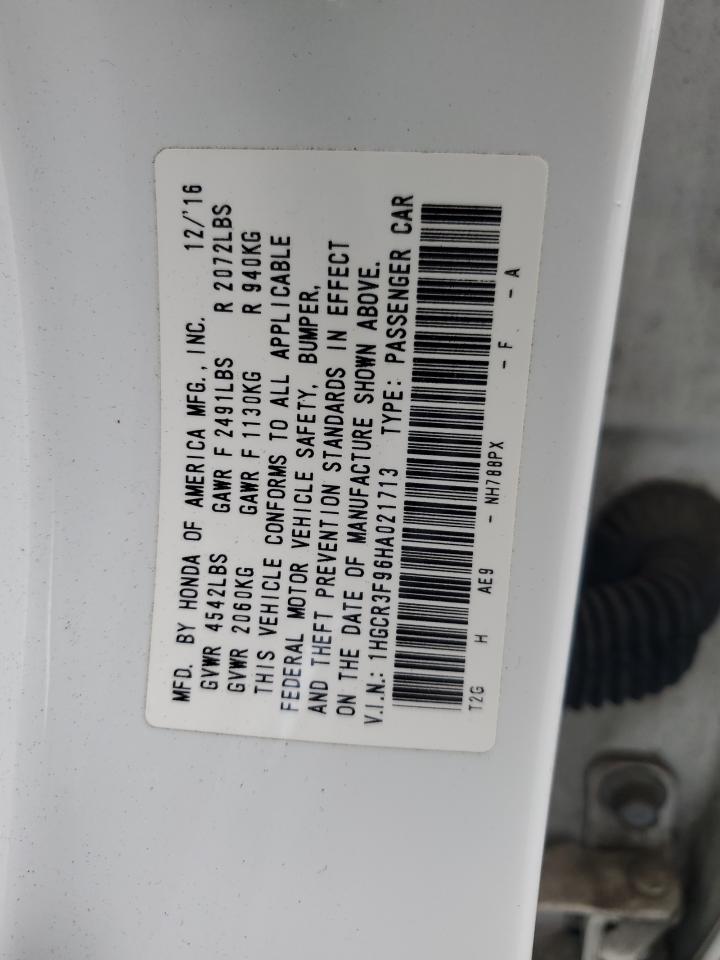 MFD. BY HONDA OF AMERICA MFG., INC. 12/'16
GVWR 4542LBS GAWR F 2491LBS R 2072LBS
GVWR 2060KG GAWR F 1130KG R 940KG
THIS VEHICLE CONFORMS TO ALL APPLICABLE
FEDERAL MOTOR VEHICLE SAFETY, BUMPER,
AND THEFT PREVENTION STANDARDS IN EFFECT
ON THE DATE OF MANUFACTURE SHOWN ABOVE.
V.I.N.: 1HGCR3F96HA021713 TYPE: PASSENGER CAR
T2G H AE9 - NH788PX - F - A